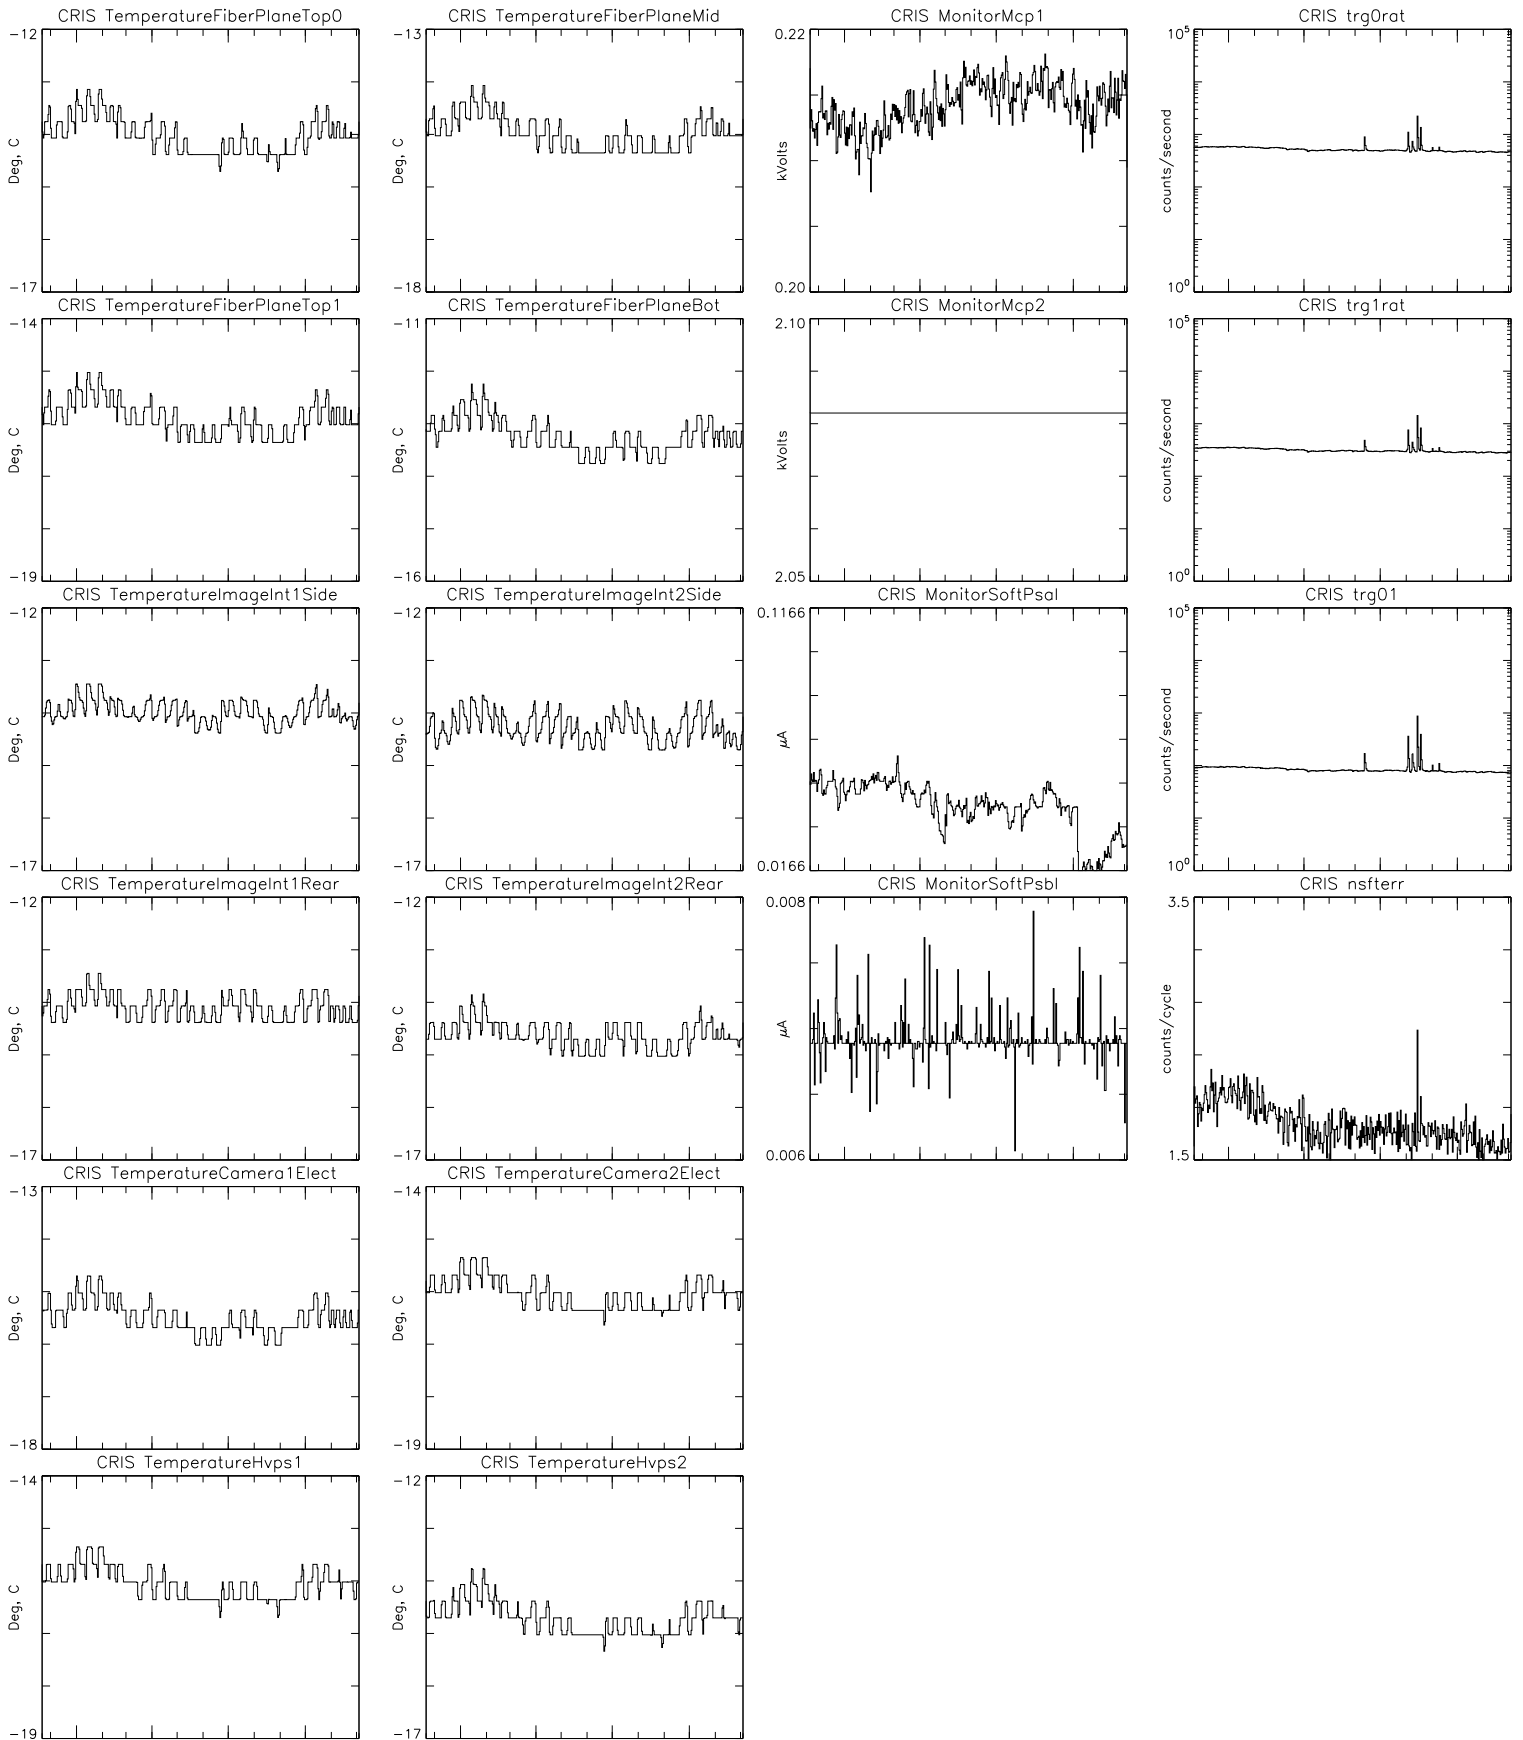 CRIS TemperatureFiberPlaneTop0
-12
Deg, C
-17
CRIS TemperatureFiberPlaneMid
-13
Deg, C
-18
CRIS MonitorMcp1
0.22
kVolts
0.20
CRIS trg0rat
10^5
counts/second
10^0
CRIS TemperatureFiberPlaneTop1
-14
Deg, C
-19
CRIS TemperatureFiberPlaneBot
-11
Deg, C
-16
CRIS MonitorMcp2
2.10
kVolts
2.05
CRIS trg1rat
10^5
counts/second
10^0
CRIS TemperatureImageInt1Side
-12
Deg, C
-17
CRIS TemperatureImageInt2Side
-12
Deg, C
-17
CRIS MonitorSoftPsaI
0.1166
μA
0.0166
CRIS trg01
10^5
counts/second
10^0
CRIS TemperatureImageInt1Rear
-12
Deg, C
-17
CRIS TemperatureImageInt2Rear
-12
Deg, C
-17
CRIS MonitorSoftPsbI
0.008
μA
0.006
CRIS nsfterr
3.5
counts/cycle
1.5
CRIS TemperatureCamera1Elect
-13
Deg, C
-18
CRIS TemperatureCamera2Elect
-14
Deg, C
-19
CRIS TemperatureHvps1
-14
Deg, C
-19
CRIS TemperatureHvps2
-12
Deg, C
-17